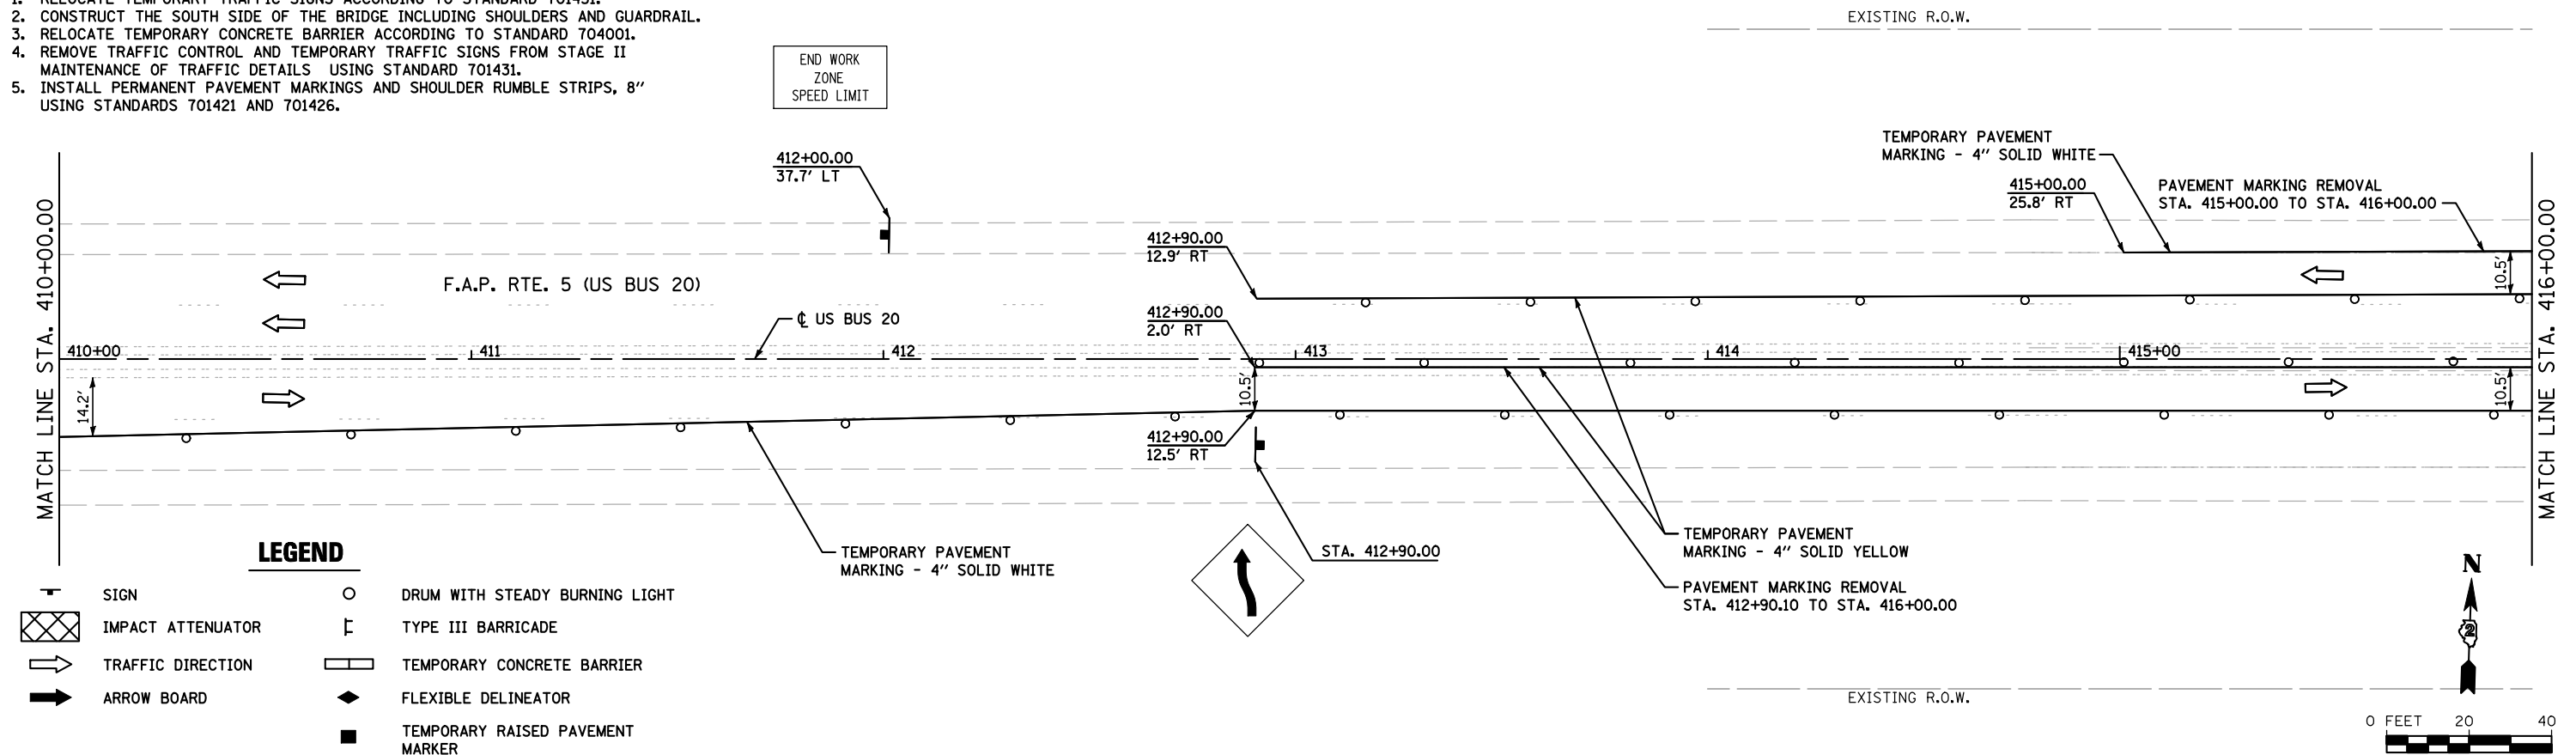 1. RELOCATE TEMPORARY TRAFFIC SIGNS ACCORDING TO STANDARD 701431.
2. CONSTRUCT THE SOUTH SIDE OF THE BRIDGE INCLUDING SHOULDERS AND GUARDRAIL.
3. RELOCATE TEMPORARY CONCRETE BARRIER ACCORDING TO STANDARD 704001.
4. REMOVE TRAFFIC CONTROL AND TEMPORARY TRAFFIC SIGNS FROM STAGE II
MAINTENANCE OF TRAFFIC DETAILS USING STANDARD 701431.
5. INSTALL PERMANENT PAVEMENT MARKINGS AND SHOULDER RUMBLE STRIPS, 8"
USING STANDARDS 701421 AND 701426.
END WORK
ZONE
SPEED LIMIT
EXISTING R.O.W.
TEMPORARY PAVEMENT
MARKING - 4" SOLID WHITE
412+00.00
37.7' LT
415+00.00
25.8' RT
PAVEMENT MARKING REMOVAL
STA. 415+00.00 TO STA. 416+00.00
MATCH LINE STA. 410+00.00
MATCH LINE STA. 416+00.00
412+90.00
12.9' RT
F.A.P. RTE. 5 (US BUS 20)
10.5'
℄ US BUS 20
412+90.00
2.0' RT
410+00
411
412
413
414
415+00
14.2'
10.5'
10.5'
412+90.00
12.5' RT
STA. 412+90.00
TEMPORARY PAVEMENT
MARKING - 4" SOLID WHITE
TEMPORARY PAVEMENT
MARKING - 4" SOLID YELLOW
PAVEMENT MARKING REMOVAL
STA. 412+90.10 TO STA. 416+00.00
LEGEND
SIGN
IMPACT ATTENUATOR
TRAFFIC DIRECTION
ARROW BOARD
DRUM WITH STEADY BURNING LIGHT
TYPE III BARRICADE
TEMPORARY CONCRETE BARRIER
FLEXIBLE DELINEATOR
TEMPORARY RAISED PAVEMENT
MARKER
EXISTING R.O.W.
N
2
0 FEET 20 40